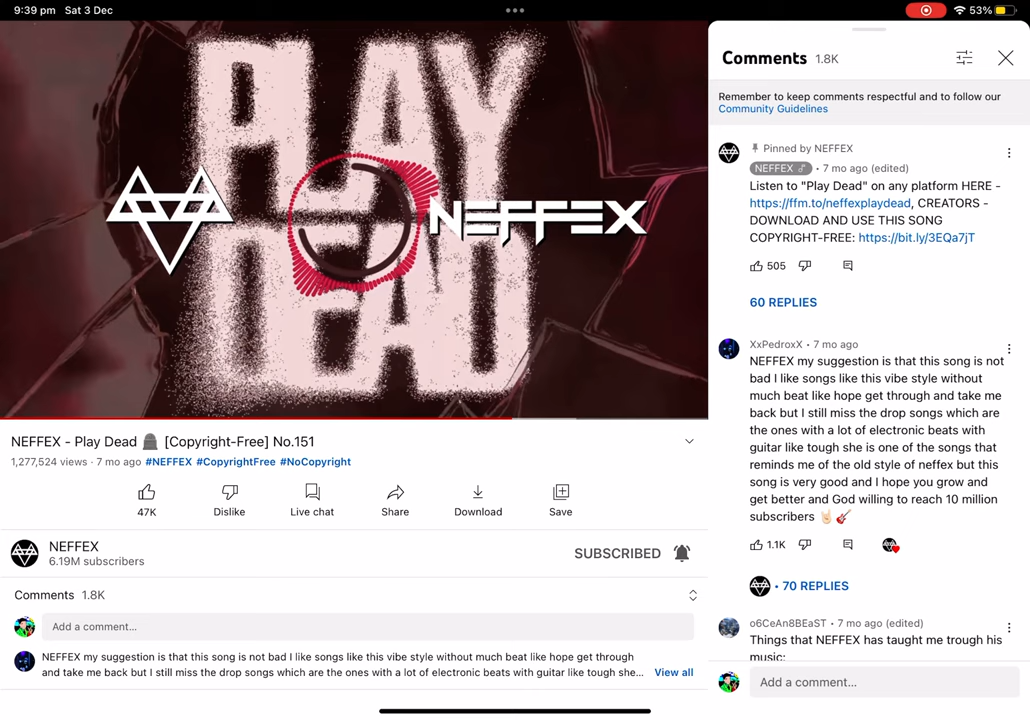 9:39 pm Sat 3 Dec
53%
PLAY
DEAD
NEFFEX
NEFFEX - Play Dead 🪦 [Copyright-Free] No.151
1,277,524 views · 7 mo ago #NEFFEX #CopyrightFree #NoCopyright
47K
Dislike
Live chat
Share
Download
Save
NEFFEX
6.19M subscribers
SUBSCRIBED
Comments 1.8K
Add a comment...
NEFFEX my suggestion is that this song is not bad I like songs like this vibe style without much beat like hope get through
and take me back but I still miss the drop songs which are the ones with a lot of electronic beats with guitar like tough she...
View all
Comments 1.8K
Remember to keep comments respectful and to follow our
Community Guidelines
Pinned by NEFFEX
NEFFEX · 7 mo ago (edited)
Listen to "Play Dead" on any platform HERE -
https://ffm.to/neffexplaydead, CREATORS -
DOWNLOAD AND USE THIS SONG
COPYRIGHT-FREE: https://bit.ly/3EQa7jT
505
60 REPLIES
XxPedroxX · 7 mo ago
NEFFEX my suggestion is that this song is not
bad I like songs like this vibe style without
much beat like hope get through and take me
back but I still miss the drop songs which are
the ones with a lot of electronic beats with
guitar like tough she is one of the songs that
reminds me of the old style of neffex but this
song is very good and I hope you grow and
get better and God willing to reach 10 million
subscribers 🤘🏻🎸
1.1K
· 70 REPLIES
o6CeAn8BEaST · 7 mo ago (edited)
Things that NEFFEX has taught me trough his
music:
Add a comment...